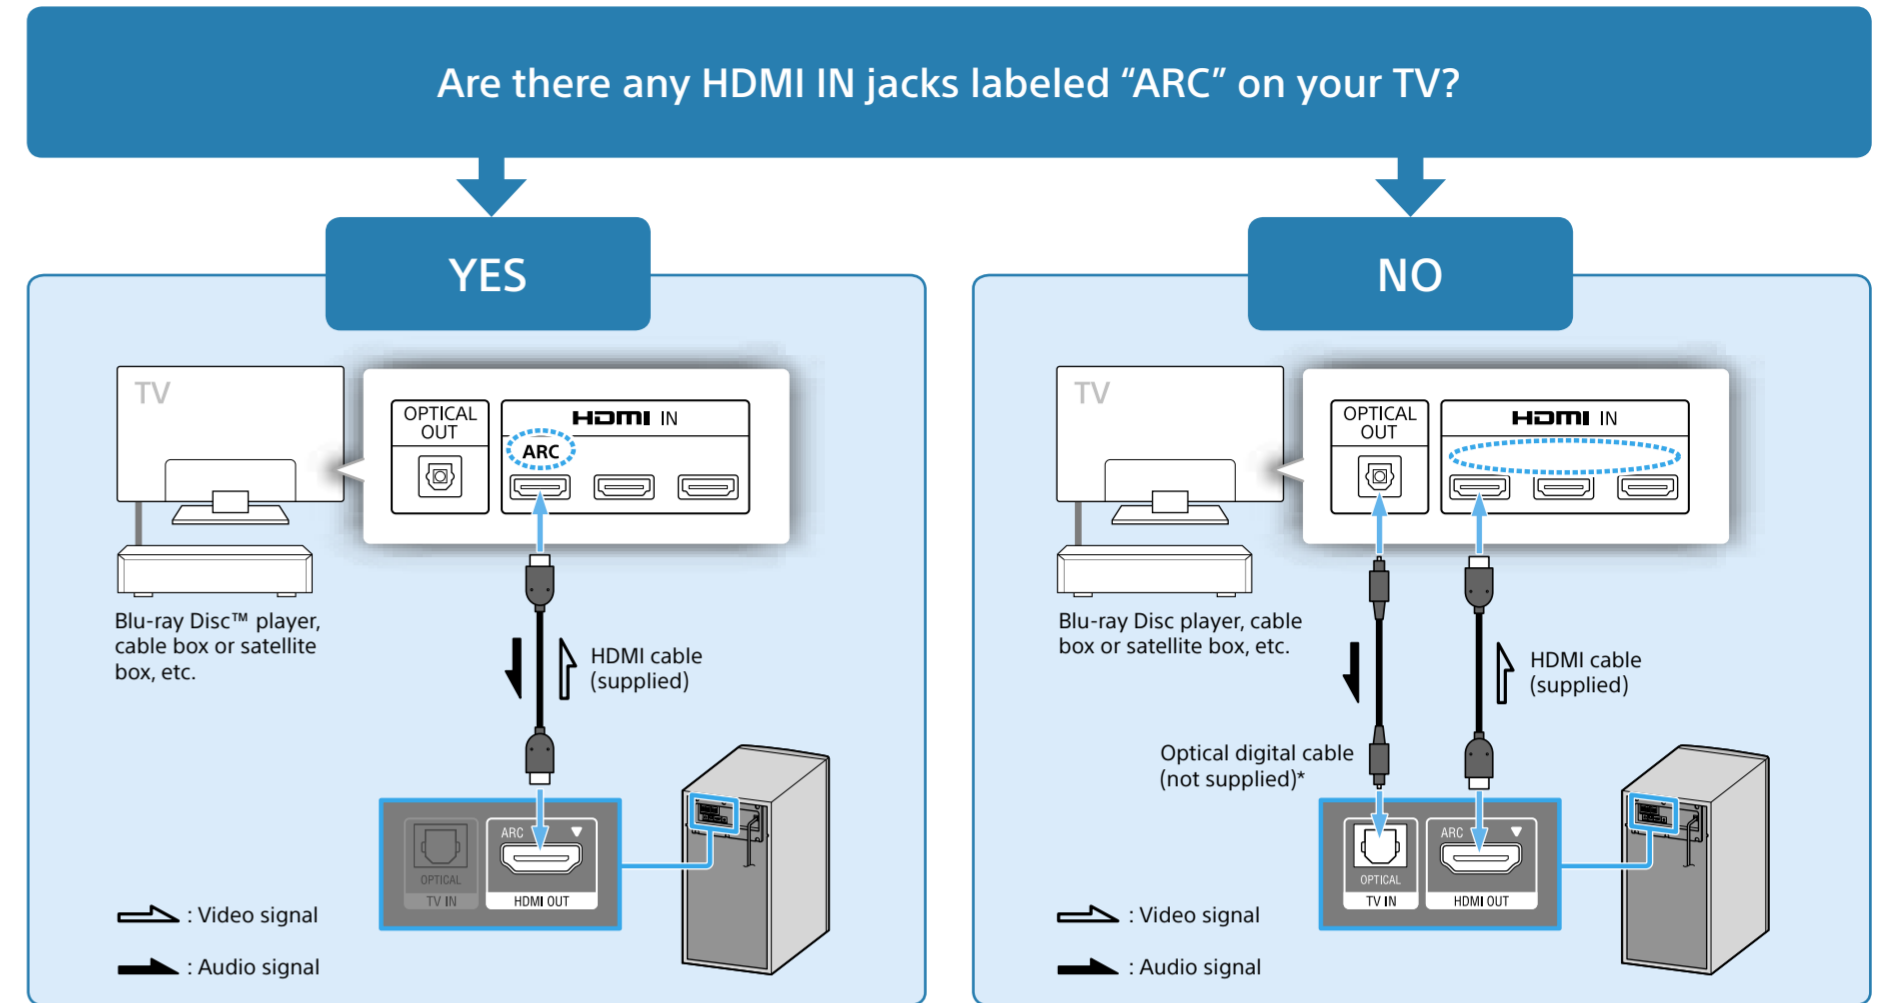 Are there any HDMI IN jacks labeled “ARC” on your TV?
YES
TV
OPTICAL
OUT
HDMI IN
ARC
Blu-ray Disc™ player,
cable box or satellite
box, etc.
HDMI cable
(supplied)
ARC
OPTICAL
TV IN
HDMI OUT
: Video signal
: Audio signal
NO
TV
OPTICAL
OUT
HDMI IN
Blu-ray Disc player, cable
box or satellite box, etc.
HDMI cable
(supplied)
Optical digital cable
(not supplied)*
ARC
OPTICAL
TV IN
HDMI OUT
: Video signal
: Audio signal